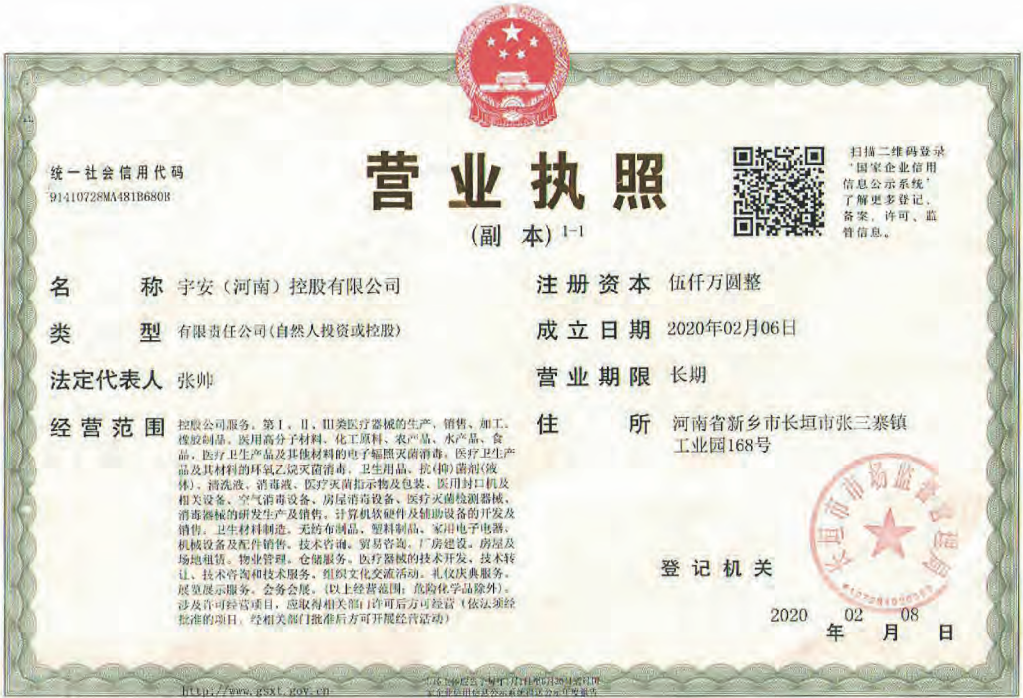 统一社会信用代码
91410728MA481B680B
营业执照
(副 本) 1-1
扫描二维码登录
“国家企业信用
信息公示系统”
了解更多登记、
备案、许可、监
管信息。
名 称 宇安（河南）控股有限公司
类 型 有限责任公司(自然人投资或控股)
法定代表人 张帅
经营范围 控股公司服务、第I、II、III类医疗器械的生产、销售、加工、
橡胶制品、医用高分子材料、化工原料、农产品、水产品、食
品、医疗卫生产品及其他材料的电子辐照灭菌消毒、医疗卫生产
品及其材料的环氧乙烷灭菌消毒、卫生用品、抗(抑)菌剂(液
体)、清洗液、消毒液、医疗灭菌指示物及包装、医用封口机及
相关设备、空气消毒设备、房屋消毒设备、医疗灭菌检测器械、
消毒器械的研发生产及销售。计算机软硬件及辅助设备的开发及
销售。卫生材料制造、无纺布制品、塑料制品、家用电子电器、
机械设备及配件销售、技术咨询。贸易咨询、厂房建设。房屋及
场地租赁。物业管理、仓储服务。医疗器械的技术开发、技术转
让、技术咨询和技术服务。组织文化交流活动。礼仪庆典服务。
展览展示服务。会务会展。(以上经营范围：危险化学品除外)。
涉及许可经营项目，应取得相关部门许可后方可经营（依法须经
批准的项目，经相关部门批准后方可开展经营活动）
注册资本 伍仟万圆整
成立日期 2020年02月06日
营业期限 长期
住 所 河南省新乡市长垣市张三寨镇
工业园168号
长垣市市场监督管理局
登记机关
2020 年 02 月 08 日
http://www.gsxt.gov.cn